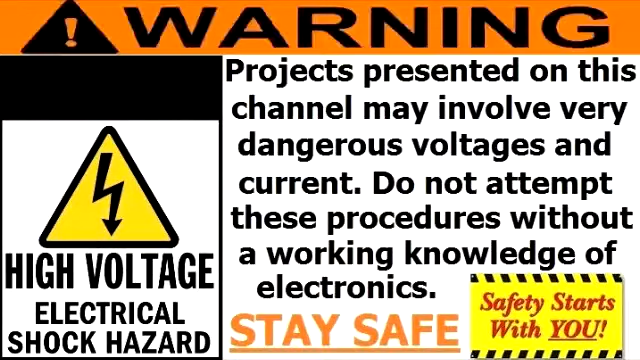 WARNING
Projects presented on this
channel may involve very
dangerous voltages and
current. Do not attempt
these procedures without
a working knowledge of
electronics.
HIGH VOLTAGE
ELECTRICAL
SHOCK HAZARD
STAY SAFE
Safety Starts
With YOU!